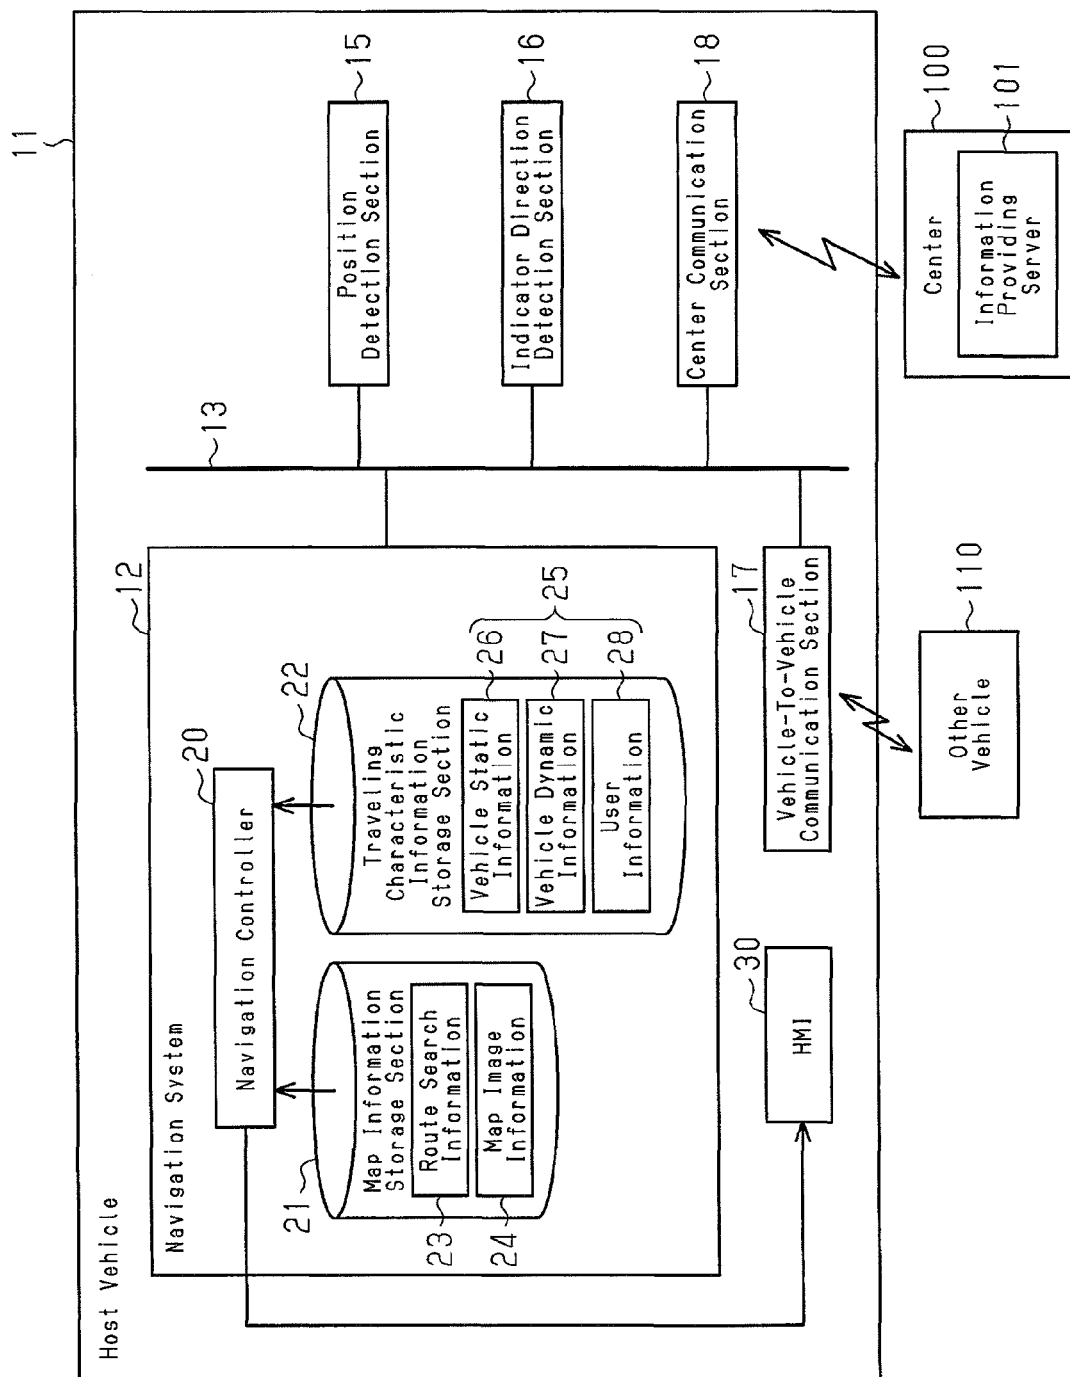 11
Host Vehicle
12
Navigation System
20
Navigation Controller
21
Map Information
Storage Section
23
Route Search
Information
24
Map Image
Information
22
Traveling
Characteristic
Information
Storage Section
25
26
Vehicle Static
Information
27
Vehicle Dynamic
Information
28
User
Information
13
15
Position
Detection Section
16
Indicator Direction
Detection Section
18
Center Communication
Section
30
HMI
17
Vehicle-To-Vehicle
Communication Section
110
Other
Vehicle
100
Center
101
Information
Providing
Server